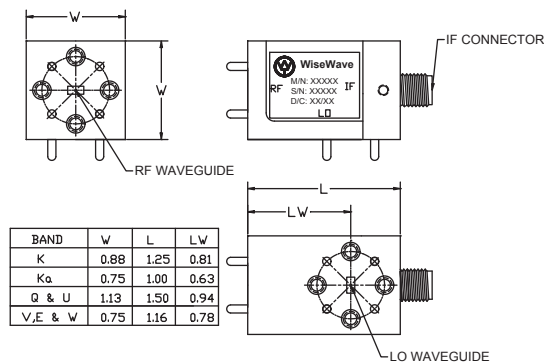 W
W
RF WAVEGUIDE
W WiseWave
M/N: XXXXX
S/N: XXXXX
D/C: XX/XX
RF
IF
LO
IF CONNECTOR
L
LW
LO WAVEGUIDE
BAND W L LW
K 0.88 1.25 0.81
Ka 0.75 1.00 0.63
Q & U 1.13 1.50 0.94
V,E & W 0.75 1.16 0.78